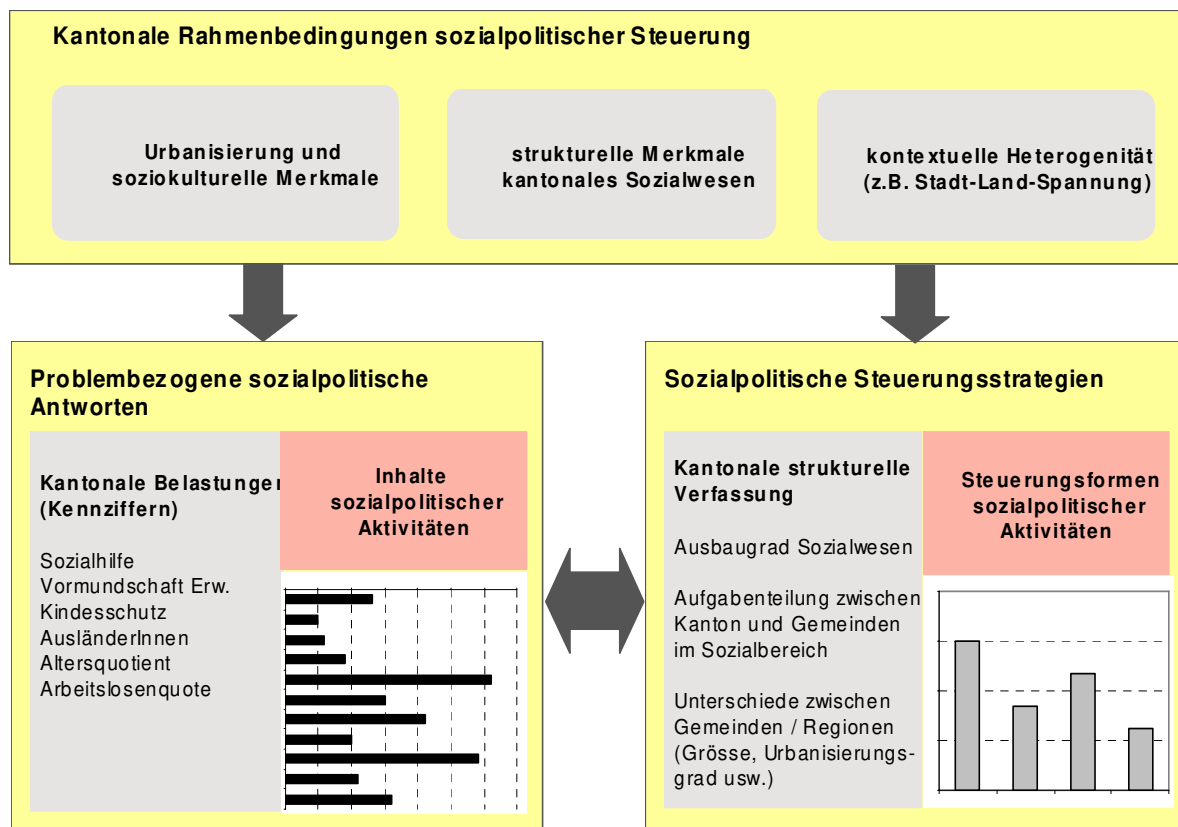 Kantonale Rahmenbedingungen sozialpolitischer Steuerung
Urbanisierung und
soziokulturelle Merkmale
strukturelle Merkmale
kantonales Sozialwesen
kontextuelle Heterogenität
(z.B. Stadt-Land-Spannung)
Problembezogene sozialpolitische
Antworten
Kantonale Belastungen
(Kennziffern)
Sozialhilfe
Vormundschaft Erw.
Kindesschutz
AusländerInnen
Altersquotient
Arbeitslosenquote
Inhalte
sozialpolitischer
Aktivitäten
Sozialpolitische Steuerungsstrategien
Kantonale strukturelle
Verfassung
Ausbaugrad Sozialwesen
Aufgabenteilung zwischen
Kanton und Gemeinden
im Sozialbereich
Unterschiede zwischen
Gemeinden / Regionen
(Grösse, Urbanisierungs-
grad usw.)
Steuerungsformen
sozialpolitischer
Aktivitäten